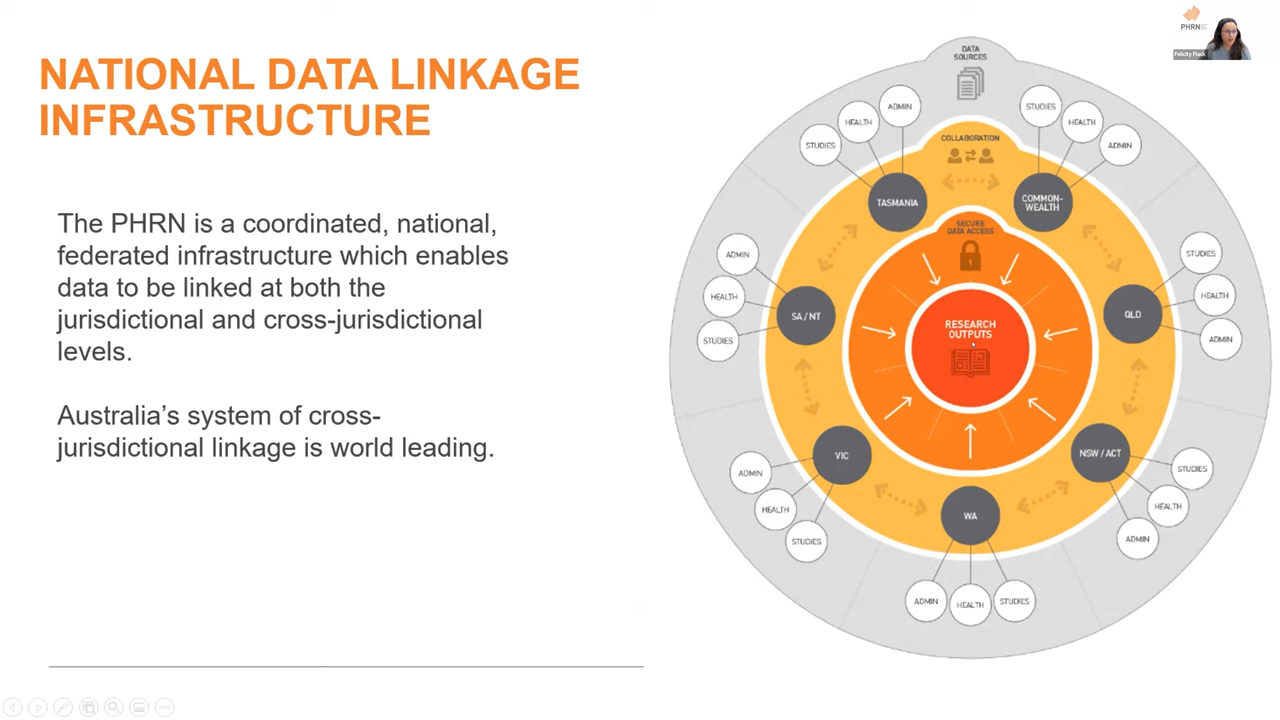 NATIONAL DATA LINKAGE
INFRASTRUCTURE
The PHRN is a coordinated, national,
federated infrastructure which enables
data to be linked at both the
jurisdictional and cross-jurisdictional
levels.
Australia’s system of cross-
jurisdictional linkage is world leading.
PHRN
Felicity Flack
DATA
SOURCES
COLLABORATION
SECURE
DATA ACCESS
RESEARCH
OUTPUTS
TASMANIA
STUDIES
HEALTH
ADMIN
COMMON-
WEALTH
STUDIES
HEALTH
ADMIN
SA / NT
ADMIN
HEALTH
STUDIES
QLD
STUDIES
HEALTH
ADMIN
VIC
ADMIN
HEALTH
STUDIES
NSW / ACT
STUDIES
HEALTH
ADMIN
WA
ADMIN
HEALTH
STUDIES